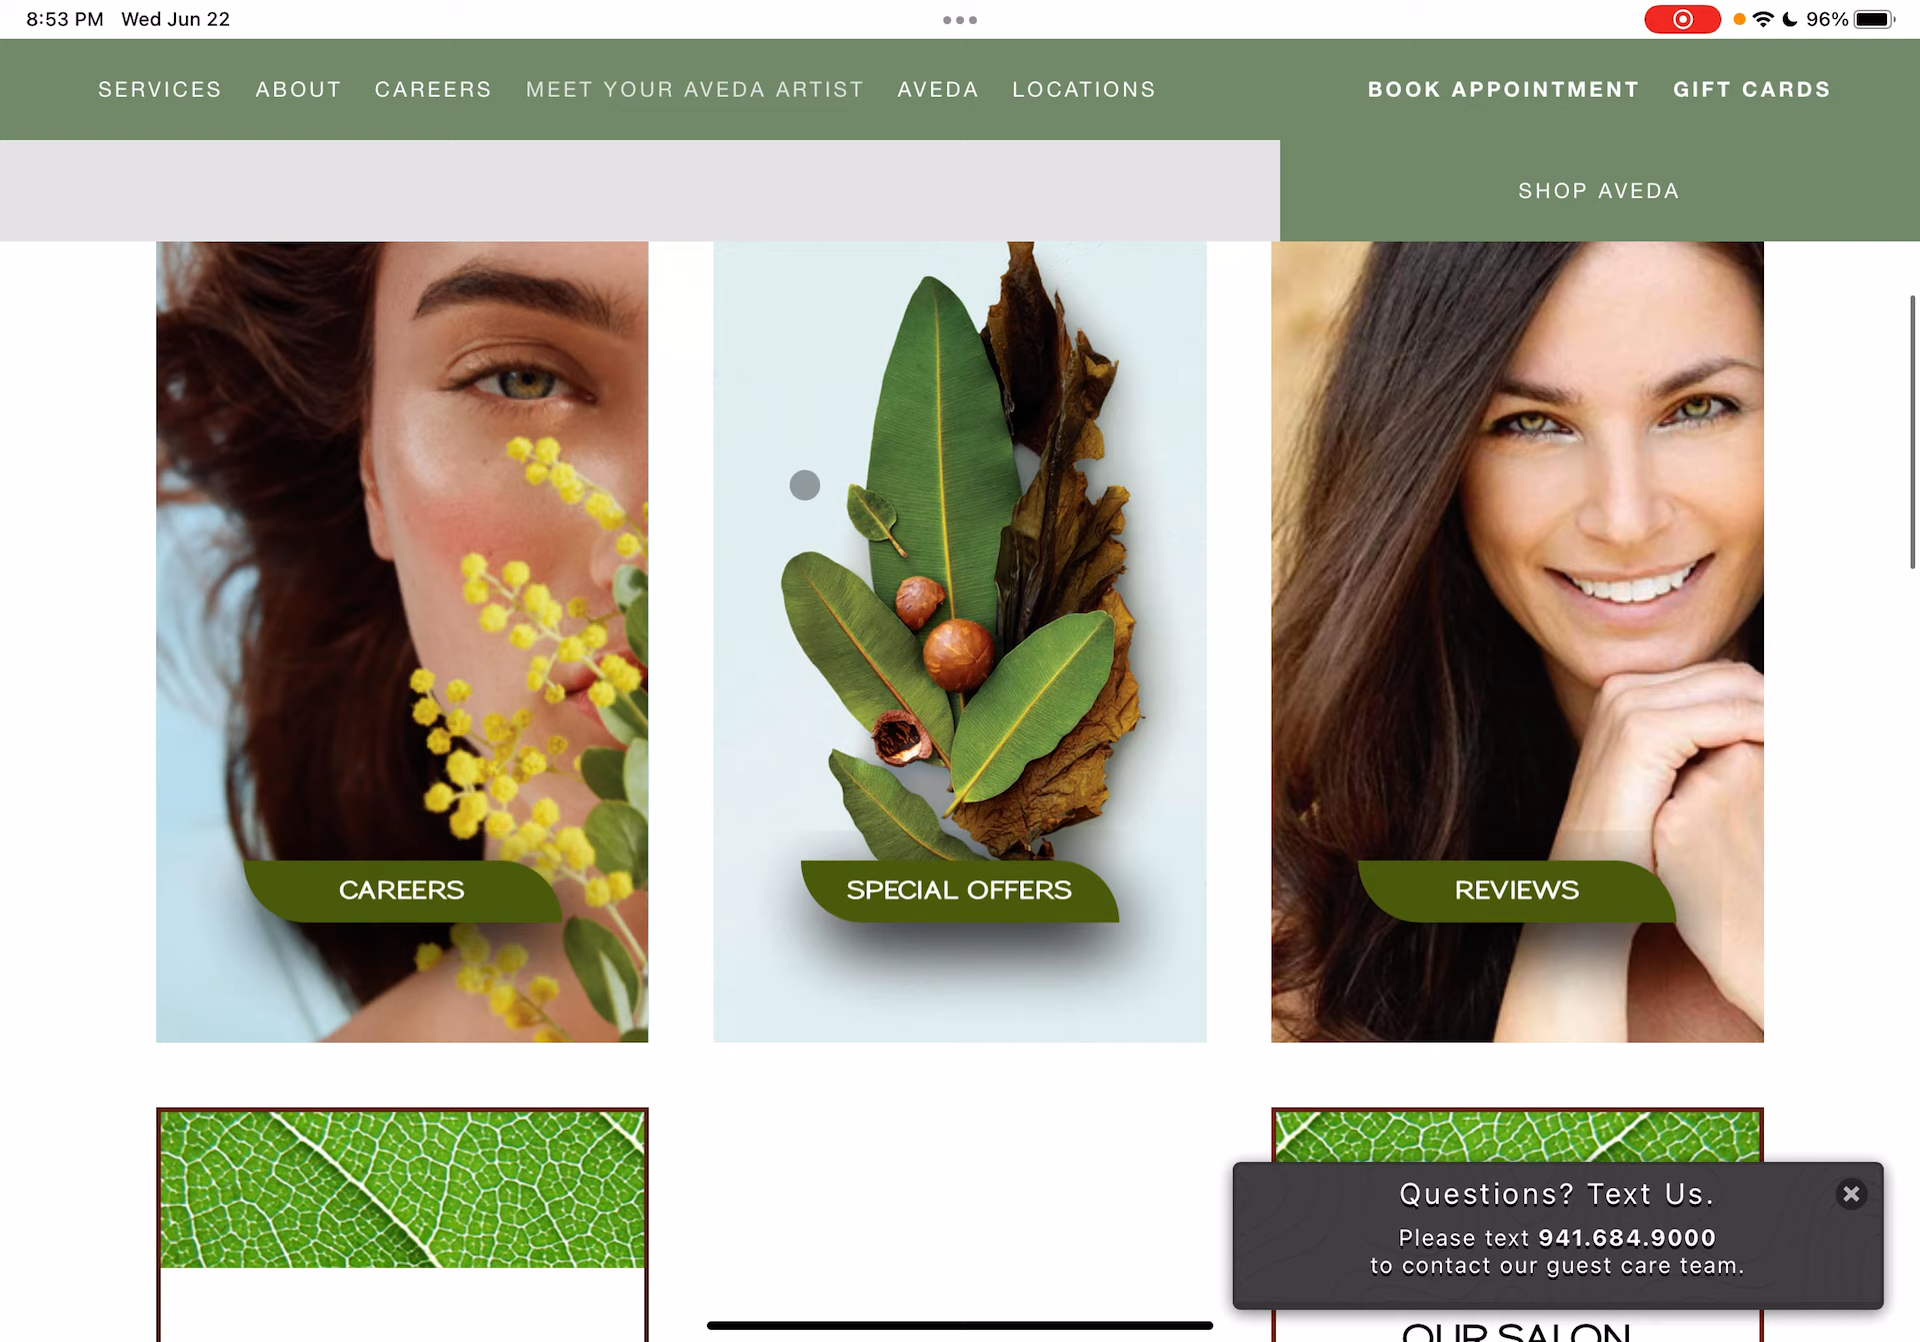 8:53 PM Wed Jun 22
96%
SERVICES ABOUT CAREERS MEET YOUR AVEDA ARTIST AVEDA LOCATIONS BOOK APPOINTMENT GIFT CARDS
SHOP AVEDA
CAREERS
SPECIAL OFFERS
REVIEWS
Questions? Text Us.
Please text 941.684.9000
to contact our guest care team.
OUR SALON